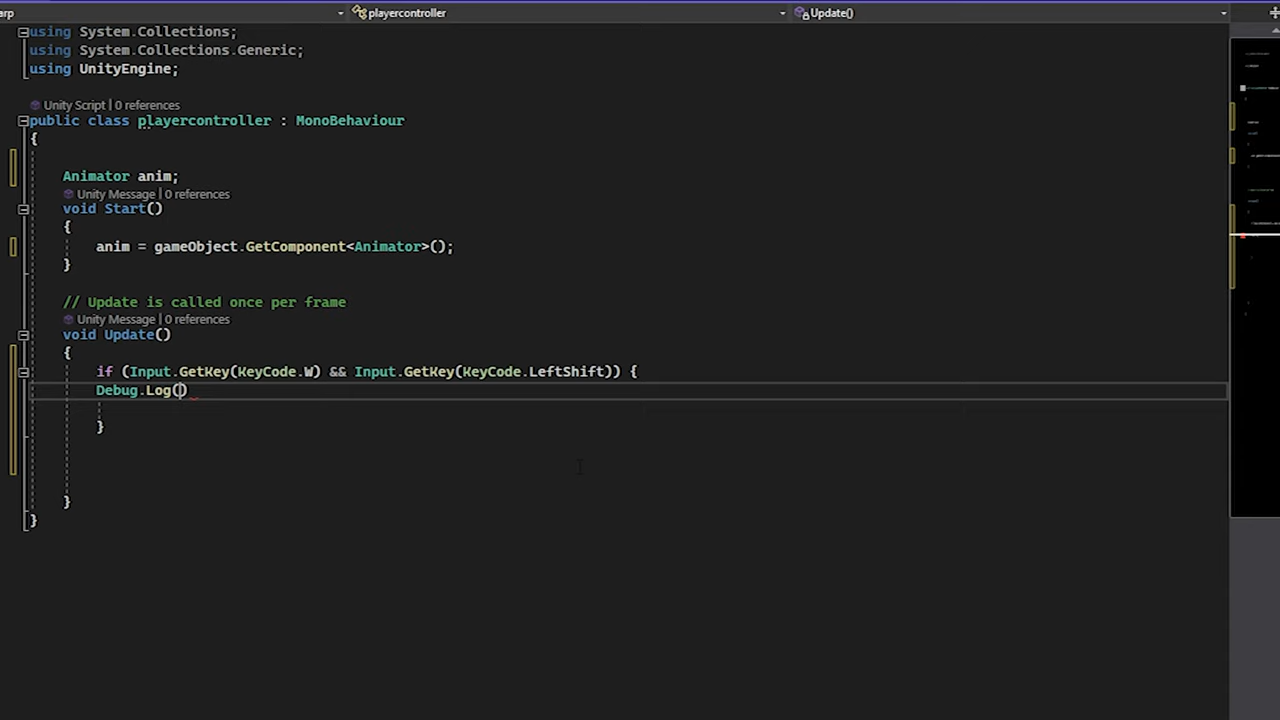 arp playercontroller Update()
using System.Collections;
using System.Collections.Generic;
using UnityEngine;
Unity Script | 0 references
public class playercontroller : MonoBehaviour
{
Animator anim;
Unity Message | 0 references
void Start()
{
anim = gameObject.GetComponent<Animator>();
}
// Update is called once per frame
Unity Message | 0 references
void Update()
{
if (Input.GetKey(KeyCode.W) && Input.GetKey(KeyCode.LeftShift)) {
Debug.Log()
}
}
}